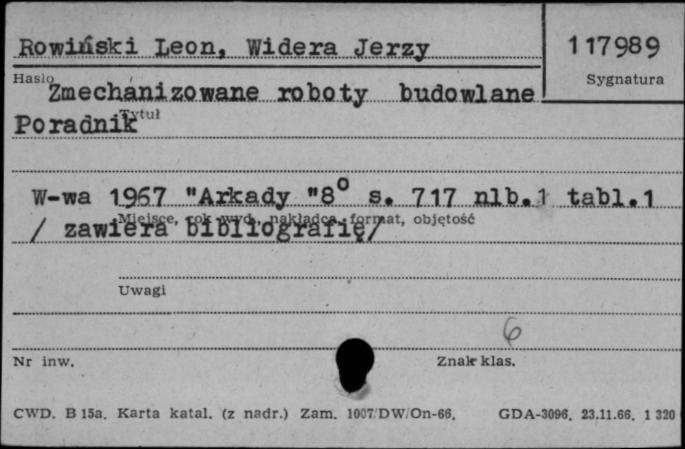 Rowiński Leon, Widera Jerzy
117989
Hasło
Sygnatura
Zmechanizowane roboty budowlane
Tytuł
Poradnik
W-wa 1967 "Arkady "8° s. 717 nlb.1 tabl.1
Miejsce, rok wyd., nakładca, format, objętość
/ zawiera bibliografię/
Uwagi
6
Nr inw.
Znak klas.
CWD. B 15a. Karta katal. (z nadr.) Zam. 1007/DW/On-66. GDA-3096. 23.11.66. 1 320